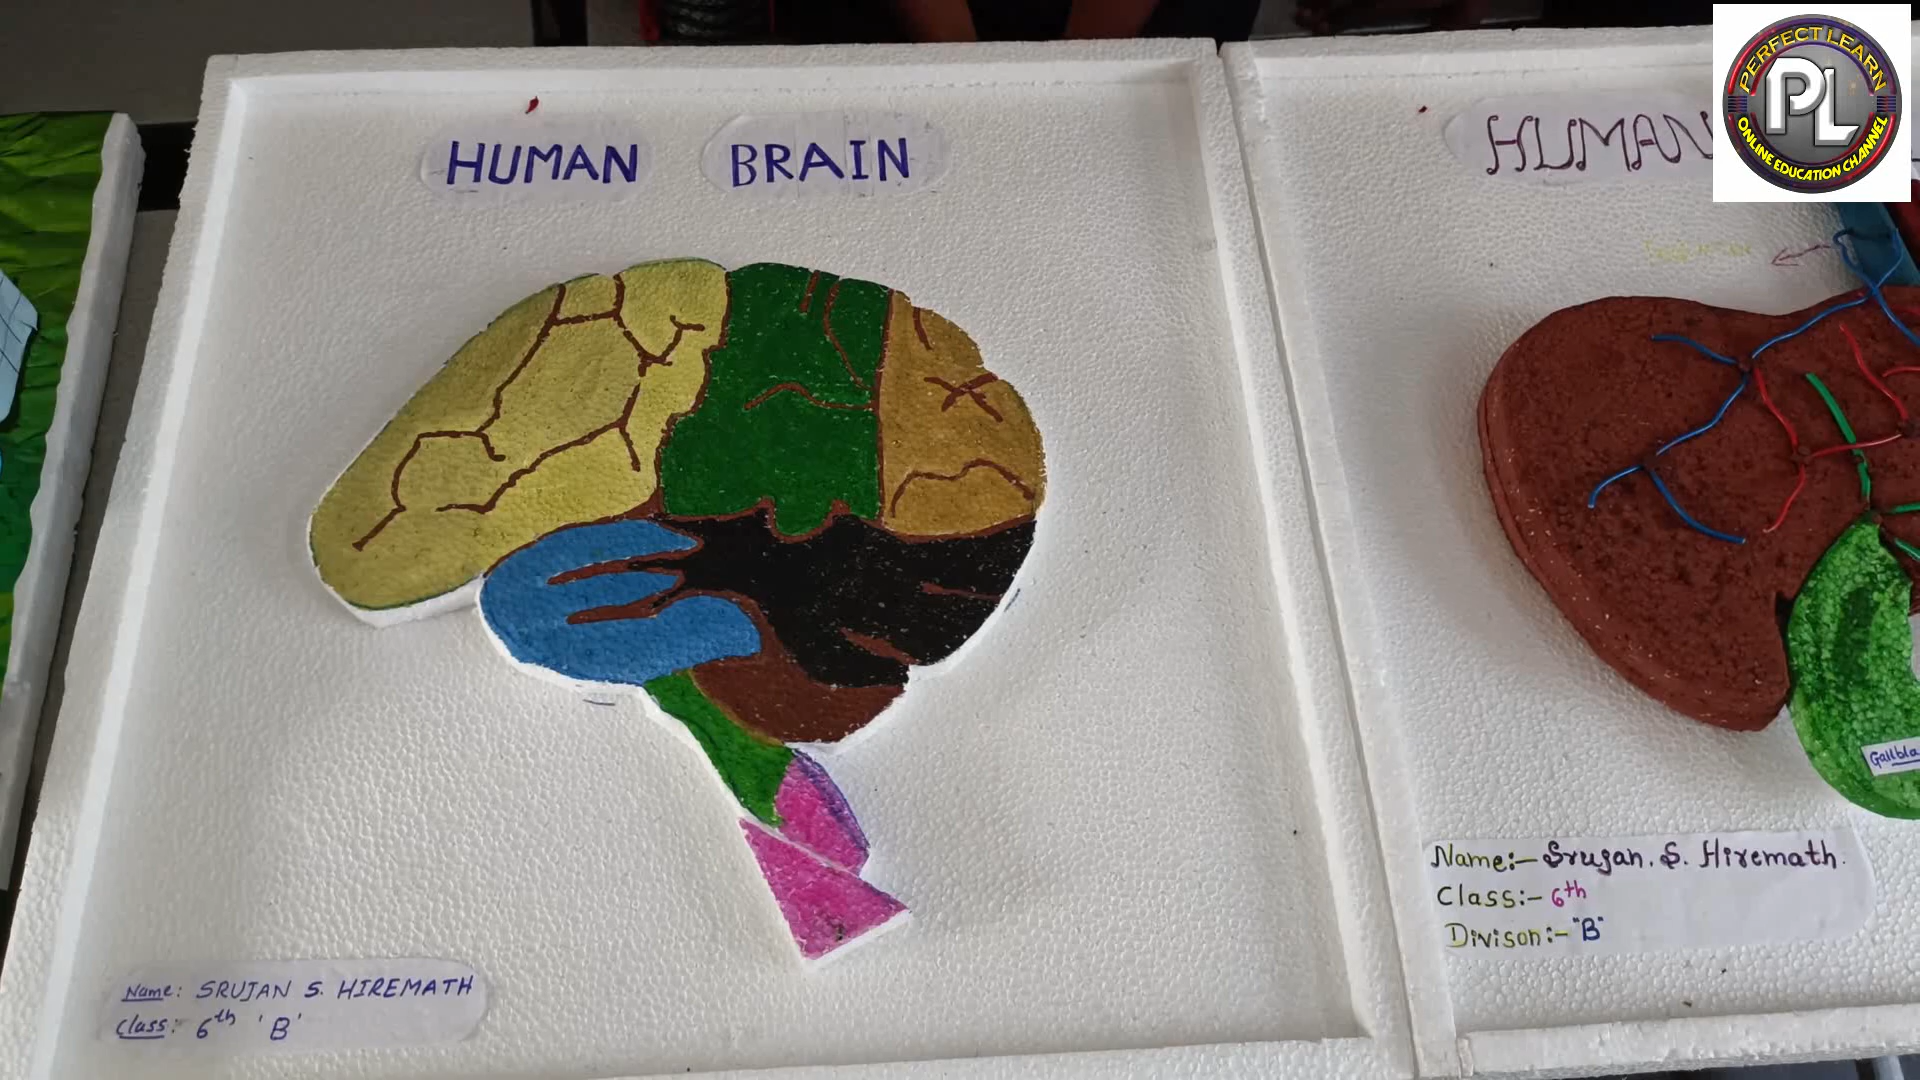 HUMAN BRAIN
Name: SRUJAN S. HIREMATH
Class: 6th 'B'
HUMAN
Gallbla
Name:- Srujan. S. Hiremath.
Class:- 6th
Divison:- "B"
PERFECT LEARN
PL
ONLINE EDUCATION CHANNEL